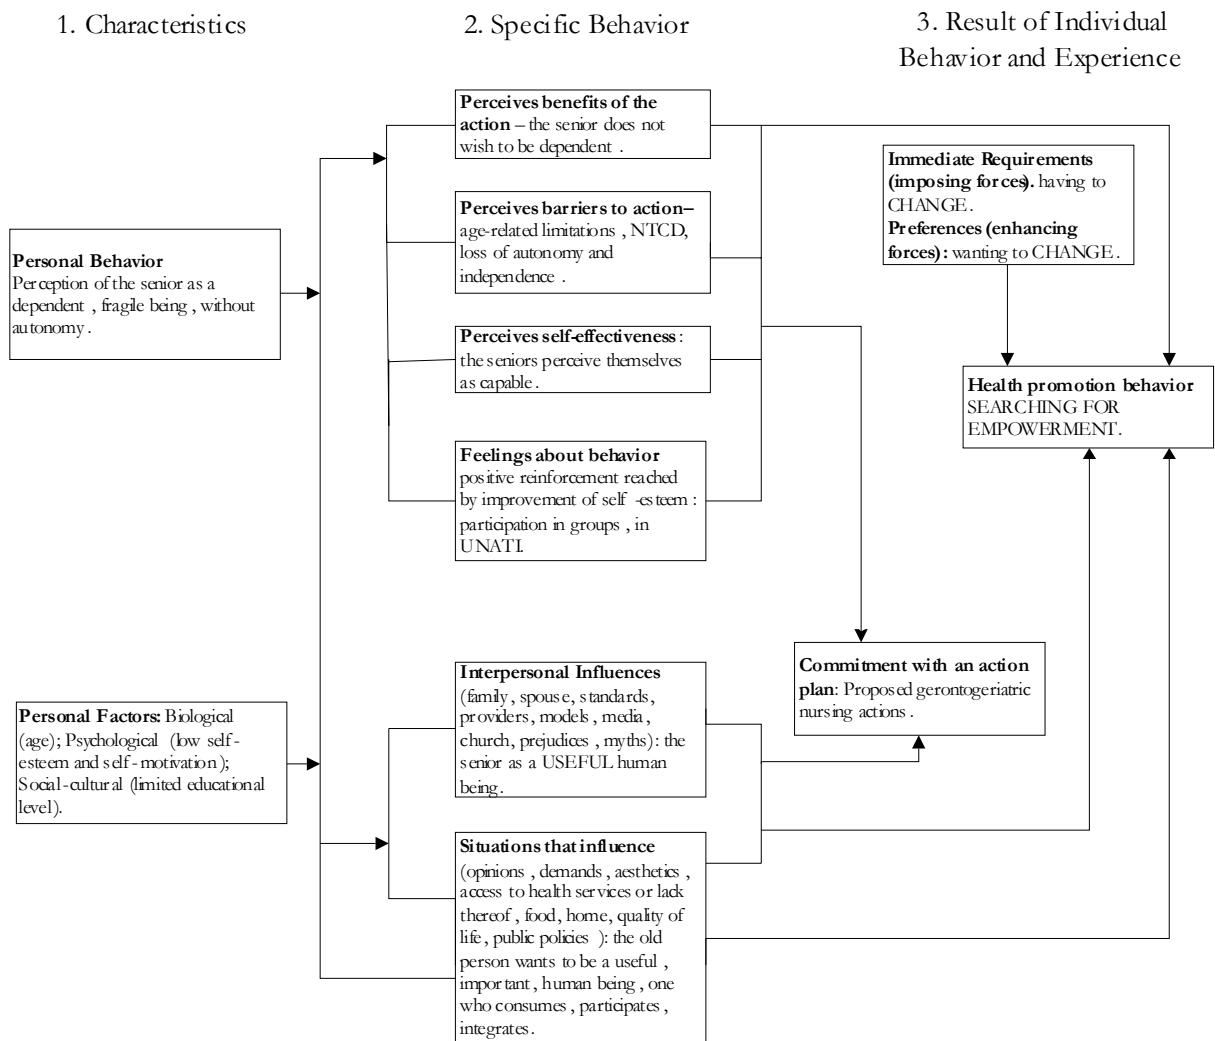 1. Characteristics
2. Specific Behavior
3. Result of Individual
Behavior and Experience
Personal Behavior
Perception of the senior as a
dependent , fragile being , without
autonomy .
Personal Factors: Biological
(age); Psychological (low self-
esteem and self-motivation);
Social-cultural (limited educational
level).
Perceives benefits of the
action – the senior does not
wish to be dependent .
Perceives barriers to action–
age-related limitations , NTCD,
loss of autonomy and
independence .
Perceives self-effectiveness :
the seniors perceive themselves
as capable .
Feelings about behavior
positive reinforcement reached
by improvement of self -esteem :
participation in groups , in
UNATI.
Interpersonal Influences
(family, spouse, standards,
providers, models , media ,
church, prejudices , myths): the
senior as a USEFUL human
being .
Situations that influence
(opinions , demands , aesthetics ,
access to health services or lack
thereof , food, home, quality of
life , public policies ): the old
person wants to be a useful ,
important , human being , one
who consumes , participates ,
integrates .
Immediate Requirements
(imposing forces). having to
CHANGE .
Preferences (enhancing
forces) : wanting to CHANGE .
Health promotion behavior
SEARCHING FOR
EMPOWERMENT .
Commitment with an action
plan: Proposed gerontogeriatric
nursing actions .